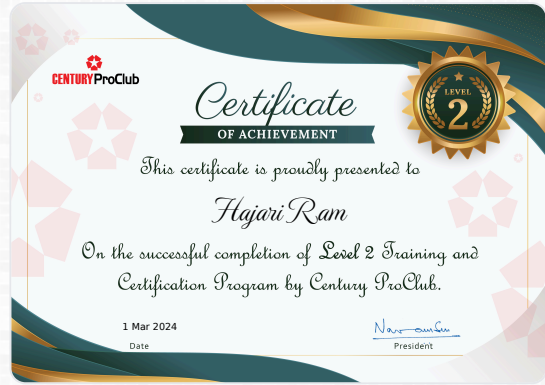 CENTURY ProClub
Certificate
OF ACHIEVEMENT
LEVEL
2
This certificate is proudly presented to
Hajari Ram
On the successful completion of Level 2 Training and
Certification Program by Century ProClub.
1 Mar 2024
Date
President